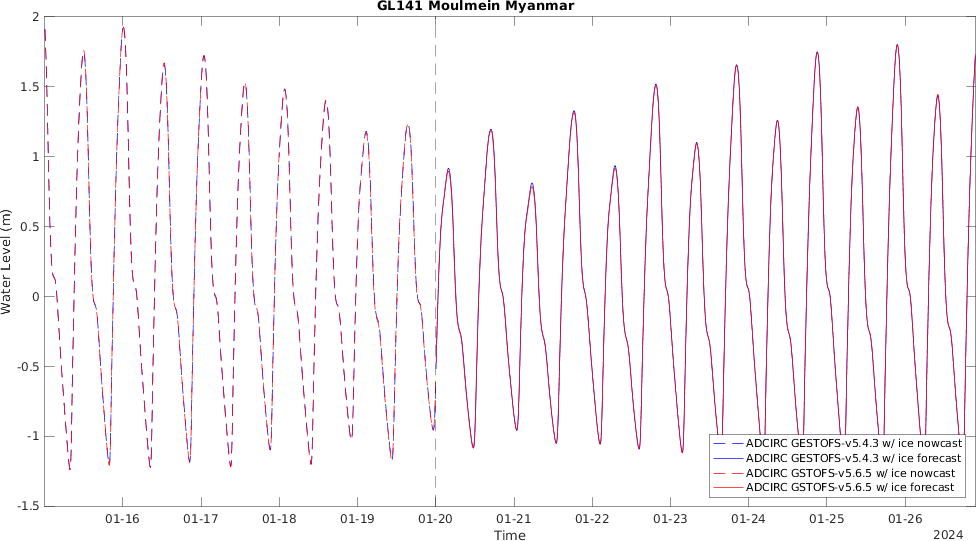 GL141 Moulmein Myanmar
Water Level (m)
2
1.5
1
0.5
0
-0.5
-1
-1.5
ADCIRC GESTOFS-v5.4.3 w/ ice nowcast
ADCIRC GESTOFS-v5.4.3 w/ ice forecast
ADCIRC GSTOFS-v5.6.5 w/ ice nowcast
ADCIRC GSTOFS-v5.6.5 w/ ice forecast
01-16 01-17 01-18 01-19 01-20 01-21 01-22 01-23 01-24 01-25 01-26
Time
2024